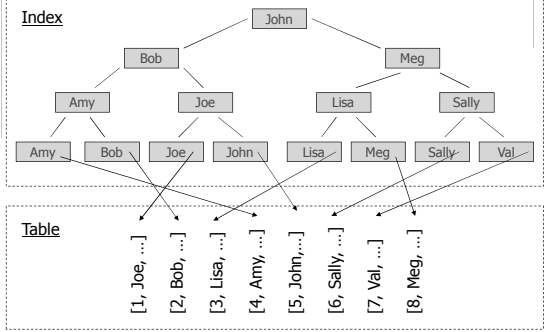 Index
John
Bob Meg
Amy Joe Lisa Sally
Amy Bob Joe John Lisa Meg Sally Val
Table
[1, Joe, ....]
[2, Bob, ...]
[3, Lisa, ...]
[4, Amy, ...]
[5, John,...]
[6, Sally, ...]
[7, Val, ...]
[8, Meg, ...]